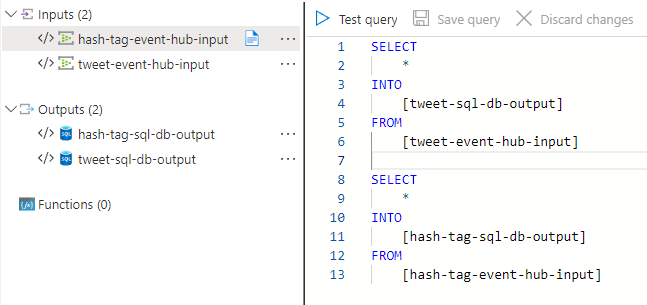 Inputs (2)
</> hash-tag-event-hub-input ...
</> tweet-event-hub-input ...
Outputs (2)
</> SQL hash-tag-sql-db-output ...
</> SQL tweet-sql-db-output ...
Functions (0)
Test query Save query Discard changes
1 SELECT
2 *
3 INTO
4 [tweet-sql-db-output]
5 FROM
6 [tweet-event-hub-input]
7
8 SELECT
9 *
10 INTO
11 [hash-tag-sql-db-output]
12 FROM
13 [hash-tag-event-hub-input]